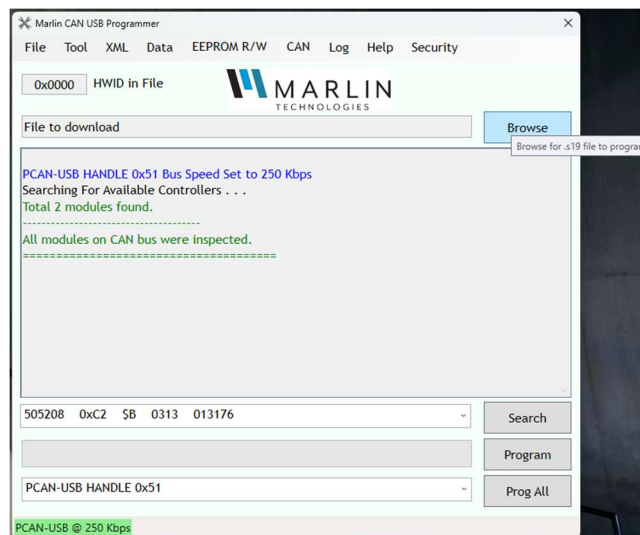 Marlin CAN USB Programmer
File Tool XML Data EEPROM R/W CAN Log Help Security
0x0000 HWID in File
MARLIN
TECHNOLOGIES
File to download
Browse
Browse for .s19 file to program
PCAN-USB HANDLE 0x51 Bus Speed Set to 250 Kbps
Searching For Available Controllers . . .
Total 2 modules found.
-------------------------------------
All modules on CAN bus were inspected.
=====================================
505208 0xC2 $B 0313 013176
Search
Program
PCAN-USB HANDLE 0x51
Prog All
PCAN-USB @ 250 Kbps